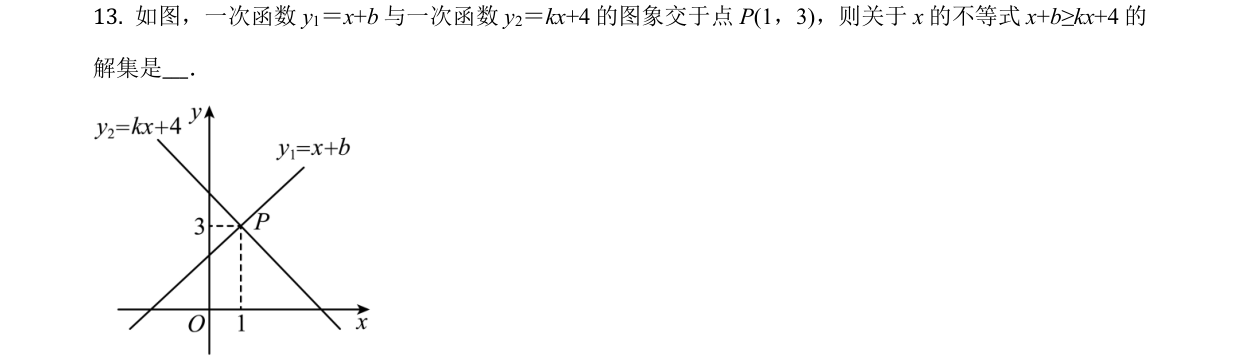 13. 如图，一次函数 y₁＝x+b 与一次函数 y₂＝kx+4 的图象交于点 P(1，3)，则关于 x 的不等式 x+b≥kx+4 的
解集是__．
y
y₂=kx+4
y₁=x+b
3
P
O
1
x